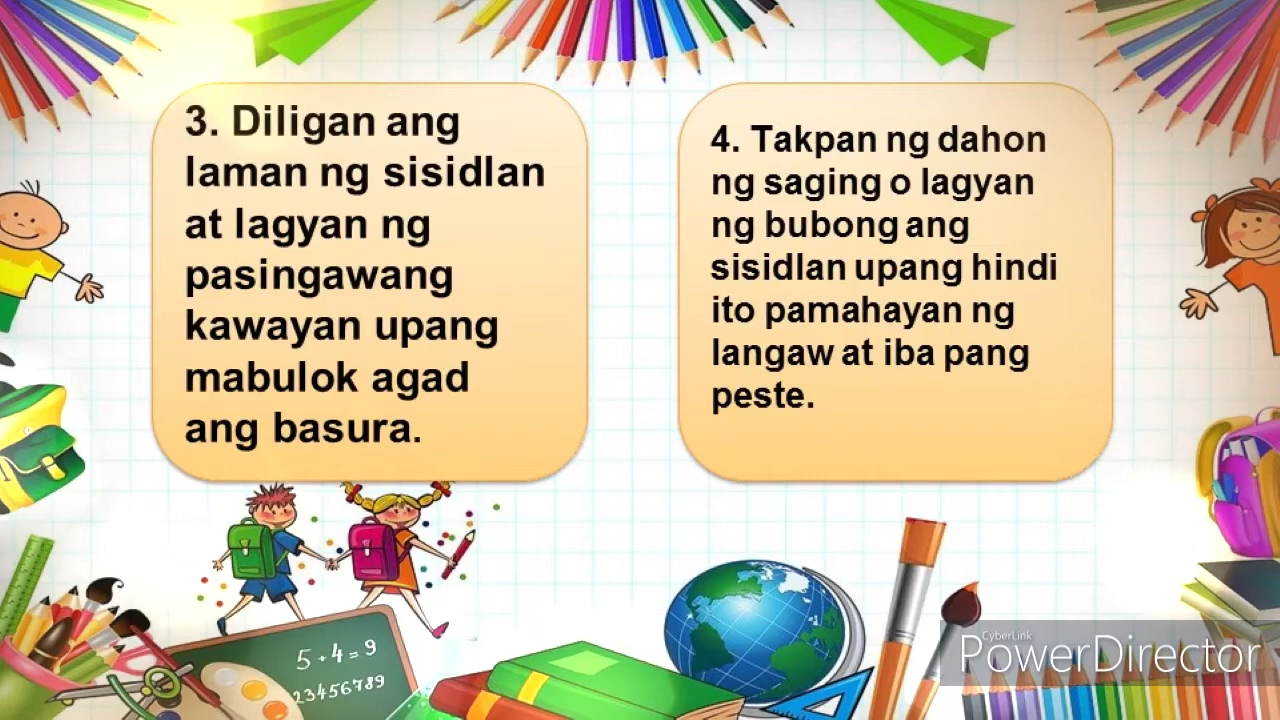 3. Diligan ang
laman ng sisidlan
at lagyan ng
pasingawang
kawayan upang
mabulok agad
ang basura.
4. Takpan ng dahon
ng saging o lagyan
ng bubong ang
sisidlan upang hindi
ito pamahayan ng
langaw at iba pang
peste.
5+4=9
123456789
CyberLink
PowerDirector